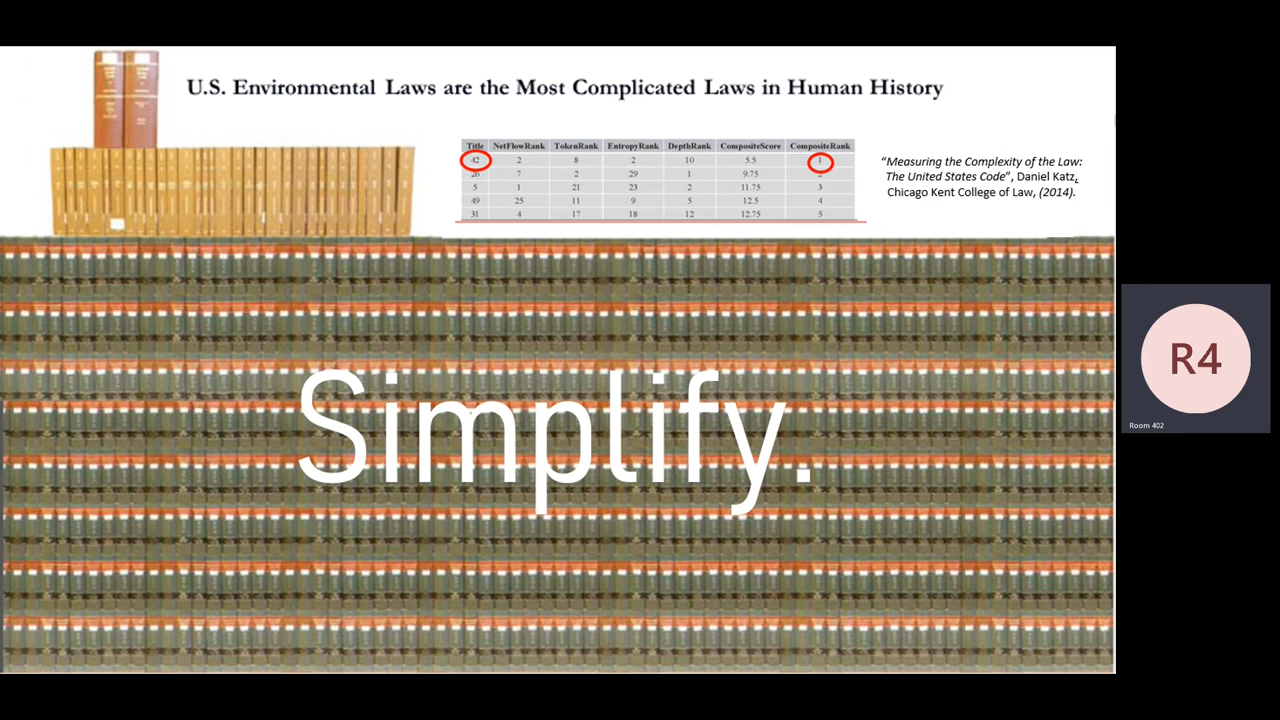 U.S. Environmental Laws are the Most Complicated Laws in Human History
Title NetFlowRank TokenRank EntropyRank DepthRank CompositeScore CompositeRank
42 2 8 2 10 5.5 1
26 7 2 29 1 9.75 2
5 1 21 23 2 11.75 3
49 25 11 9 5 12.5 4
31 4 17 18 12 12.75 5
“Measuring the Complexity of the Law:
The United States Code”, Daniel Katz,
Chicago Kent College of Law, (2014).
Simplify.
R4
Room 402